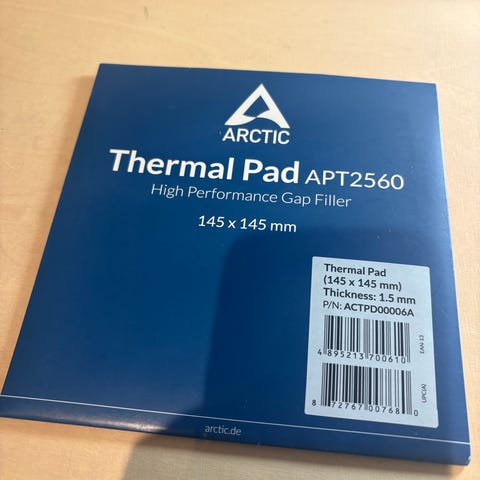 ARCTIC
Thermal Pad APT2560
High Performance Gap Filler
145 x 145 mm
Thermal Pad
(145 x 145 mm)
Thickness: 1.5 mm
P/N: ACTPD00006A
4 895213 700610
EAN-13
8 72767 00768 0
UPC(A)
arctic.de